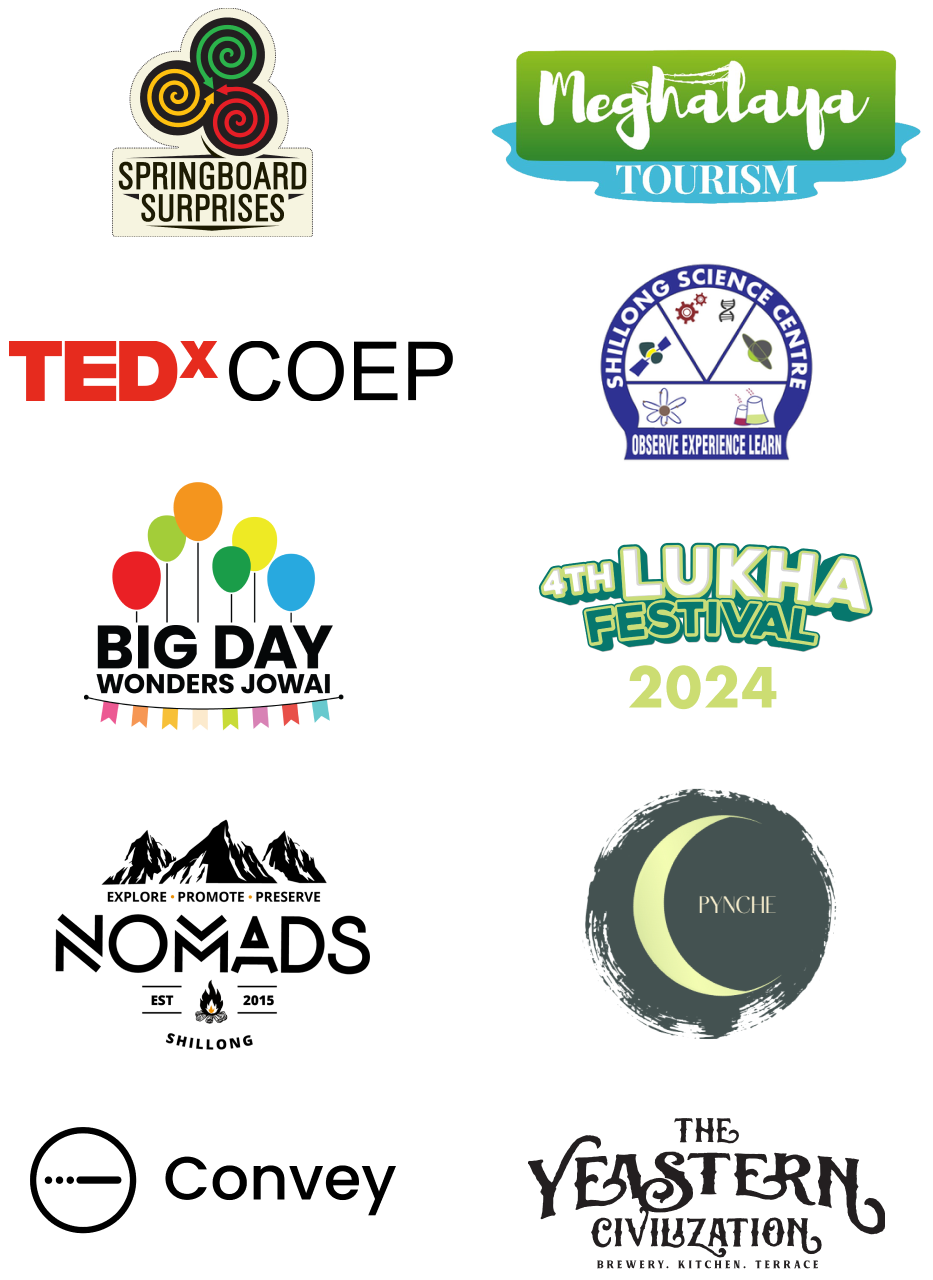 SPRINGBOARD
SURPRISES
Meghalaya
TOURISM
TEDx COEP
SHILLONG SCIENCE CENTRE
OBSERVE EXPERIENCE LEARN
BIG DAY
WONDERS JOWAI
4TH LUKHA
FESTIVAL
2024
EXPLORE • PROMOTE • PRESERVE
NOMADS
EST 2015
SHILLONG
PYNCHE
Convey
THE
YEASTERN
CIVILIZATION
BREWERY. KITCHEN. TERRACE